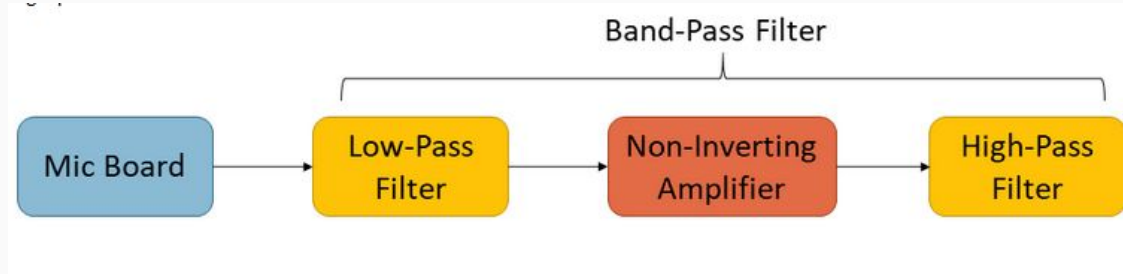 Band-Pass Filter
Mic Board
Low-Pass
Filter
Non-Inverting
Amplifier
High-Pass
Filter